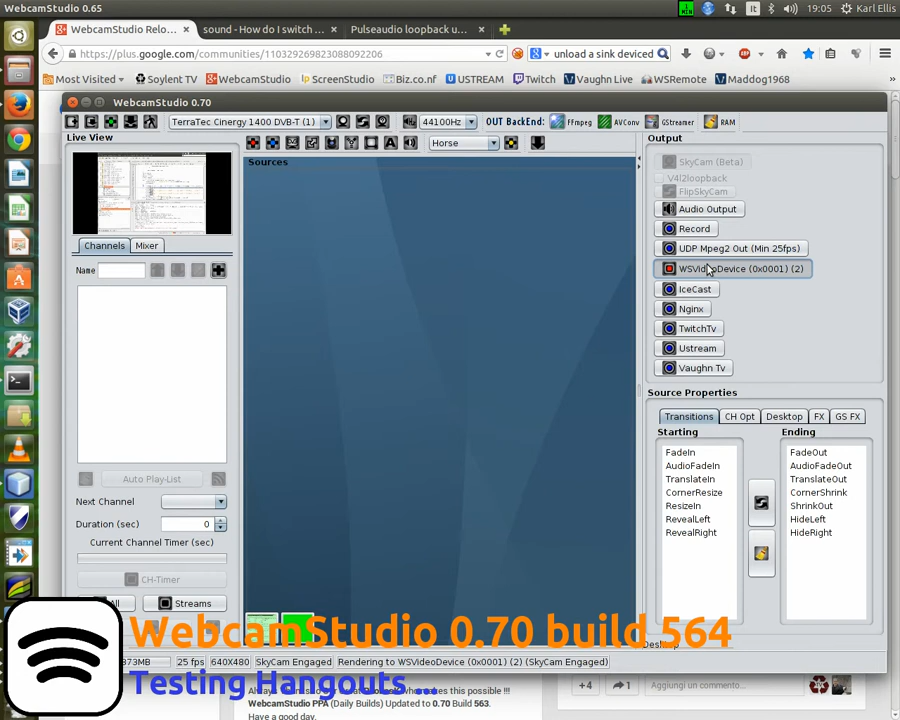 WebcamStudio 0.65
It
19:05
Karl Ellis
WebcamStudio Relo...
sound - How do I switch ...
Pulseaudio loopback u...
https://plus.google.com/communities/110329269823088092206
unload a sink deviced
Most Visited
Soylent TV
WebcamStudio
ScreenStudio
Biz.co.nf
USTREAM
Twitch
Vaughn Live
WSRemote
Maddog1968
WebcamStudio 0.70
TerraTec Cinergy 1400 DVB-T (1)
44100Hz
OUT BackEnd:
FFmpeg
AVConv
GStreamer
RAM
Live View
Horse
Output
Sources
SkyCam (Beta)
V4l2loopback
FlipSkyCam
Audio Output
Record
UDP Mpeg2 Out (Min 25fps)
WSVideoDevice (0x0001) (2)
IceCast
Nginx
TwitchTv
Ustream
Vaughn Tv
Channels
Mixer
Name
Auto Play-List
Next Channel
Duration (sec)
0
Current Channel Timer (sec)
CH-Timer
All
Streams
Source Properties
Transitions
CH Opt
Desktop
FX
GS FX
Starting
Ending
FadeIn
AudioFadeIn
TranslateIn
CornerResize
ResizeIn
RevealLeft
RevealRight
FadeOut
AudioFadeOut
TranslateOut
CornerShrink
ShrinkOut
HideLeft
HideRight
Desktop
WebcamStudio 0.70 build 564
873MB
25 fps
640X480
SkyCam Engaged
Rendering to WSVideoDevice (0x0001) (2) (SkyCam Engaged)
Testing Hangouts ...
makes this possible !!!
WebcamStudio PPA (Daily Builds) Updated to 0.70 Build 563.
Have a good day.
+4
1
Aggiungi un commento...